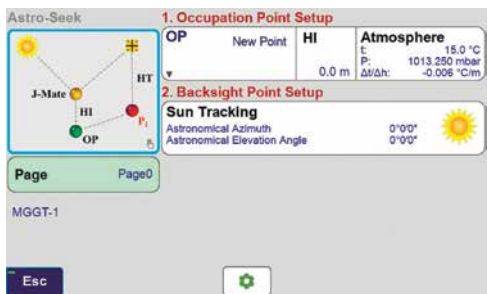 Astro-Seek
J-Mate
HT
HI
P1
OP
Page Page0
MGGT-1
1. Occupation Point Setup
OP New Point
HI
0.0 m
Atmosphere
t: 15.0 °C
P: 1013.250 mbar
Δt/Δh: -0.006 °C/m
2. Backsight Point Setup
Sun Tracking
Astronomical Azimuth 0°0'0"
Astronomical Elevation Angle 0°0'0"
Esc